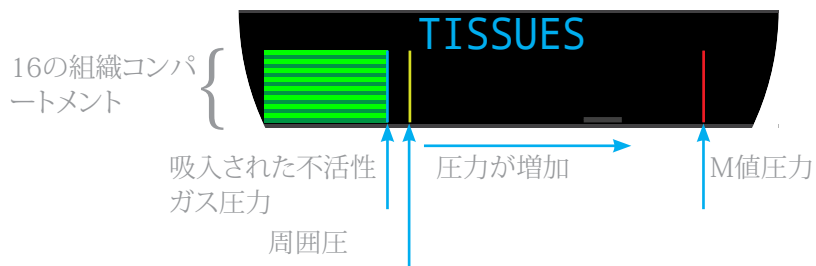 TISSUES
16の組織コンパ
ートメント
吸入された不活性
ガス圧力
圧力が増加
M値圧力
周囲圧